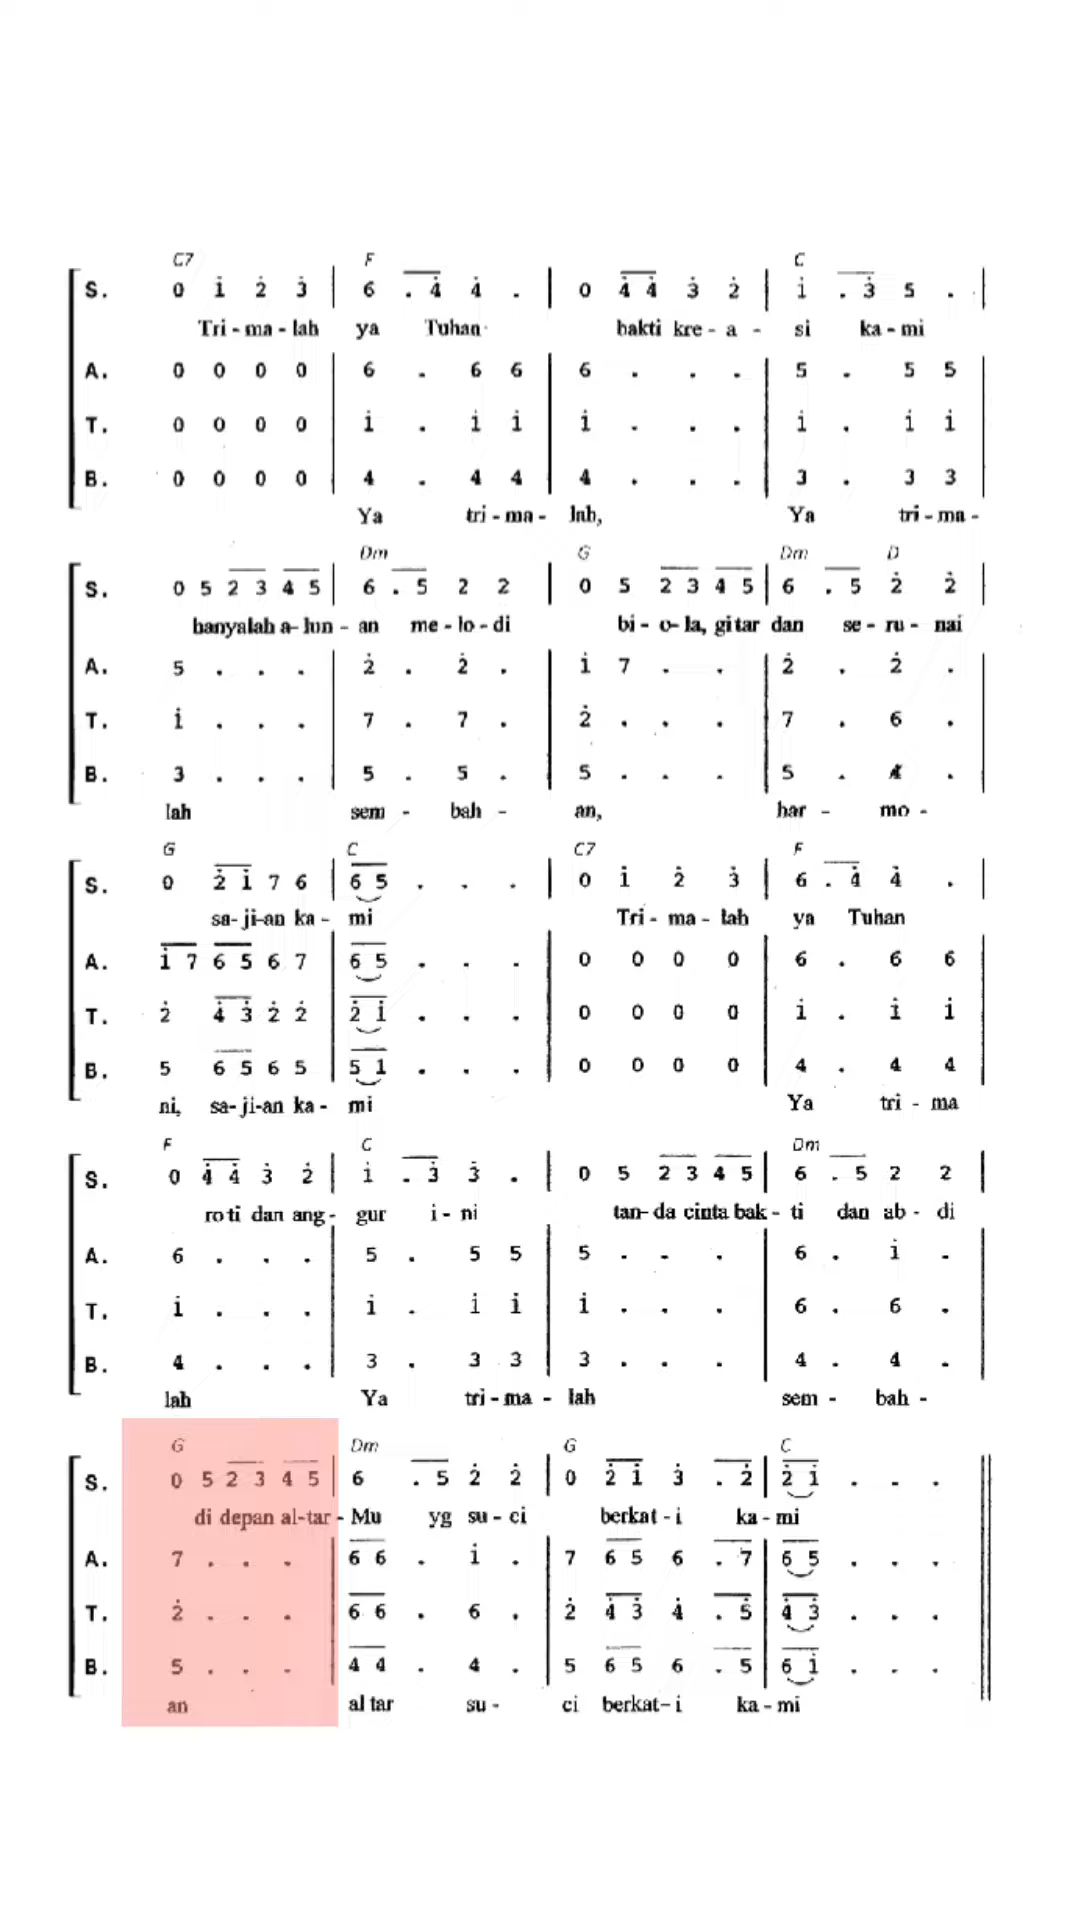 C7 F C
S. 0 1̇ 2̇ 3̇ | 6 . 4̇ 4̇ . | 0 4̇ 4̇ 3̇ 2̇ | 1̇ . 3̇ 5 . |
Tri - ma - lah ya Tuhan bakti kre - a - si ka - mi
A. 0 0 0 0 | 6 . 6 6 | 6 . . . | 5 . 5 5 |
T. 0 0 0 0 | 1̇ . 1̇ 1̇ | 1̇ . . . | 1̇ . 1̇ 1̇ |
B. 0 0 0 0 | 4 . 4 4 | 4 . . . | 3 . 3 3 |
Ya tri - ma - lah, Ya tri - ma -
Dm G Dm D
S. 0 5 2 3 4 5 | 6 . 5 2 2 | 0 5 2 3 4 5 | 6 . 5 2̇ 2̇ |
hanyalah a - lun - an me - lo - di bi - o - la, gitar dan se - ru - nai
A. 5 . . . | 2̇ . 2̇ . | 1̇ 7 . . | 2̇ . 2̇ . |
T. 1̇ . . . | 7 . 7 . | 2̇ . . . | 7 . 6 . |
B. 3 . . . | 5 . 5 . | 5 . . . | 5 . 4 . |
lah sem - bah - an, har - mo -
G C C7 F
S. 0 2̇ 1̇ 7 6 | 6 5 . . . | 0 1̇ 2̇ 3̇ | 6 . 4̇ 4̇ . |
sa - ji - an ka - mi Tri - ma - lah ya Tuhan
A. 1̇ 7 6 5 6 7 | 6 5 . . . | 0 0 0 0 | 6 . 6 6 |
T. 2̇ 4̇ 3̇ 2̇ 2̇ | 2̇ 1̇ . . . | 0 0 0 0 | 1̇ . 1̇ 1̇ |
B. 5 6 5 6 5 | 5 1 . . . | 0 0 0 0 | 4 . 4 4 |
ni, sa - ji - an ka - mi Ya tri - ma
F C Dm
S. 0 4̇ 4̇ 3̇ 2̇ | 1̇ . 3̇ 3̇ . | 0 5 2 3 4 5 | 6 . 5 2 2 |
roti dan ang - gur i - ni tan - da cinta bak - ti dan ab - di
A. 6 . . . | 5 . 5 5 | 5 . . . | 6 . 1̇ . |
T. 1̇ . . . | 1̇ . 1̇ 1̇ | 1̇ . . . | 6 . 6 . |
B. 4 . . . | 3 . 3 3 | 3 . . . | 4 . 4 . |
lah Ya tri - ma - lah sem - bah -
G Dm G C
S. 0 5 2 3 4 5 | 6 . 5 2̇ 2̇ | 0 2̇ 1̇ 3̇ . 2̇ | 2̇ 1̇ . . . ||
di depan al - tar - Mu yg su - ci berkat - i ka - mi
A. 7 . . . | 6 6 . 1̇ . | 7 6 5 6 . 7 | 6 5 . . .
T. 2̇ . . . | 6 6 . 6 . | 2̇ 4̇ 3̇ 4̇ . 5̇ | 4̇ 3̇ . . .
B. 5 . . . | 4 4 . 4 . | 5 6 5 6 . 5 | 6 1̇ . . . ||
an al tar su - ci berkat - i ka - mi